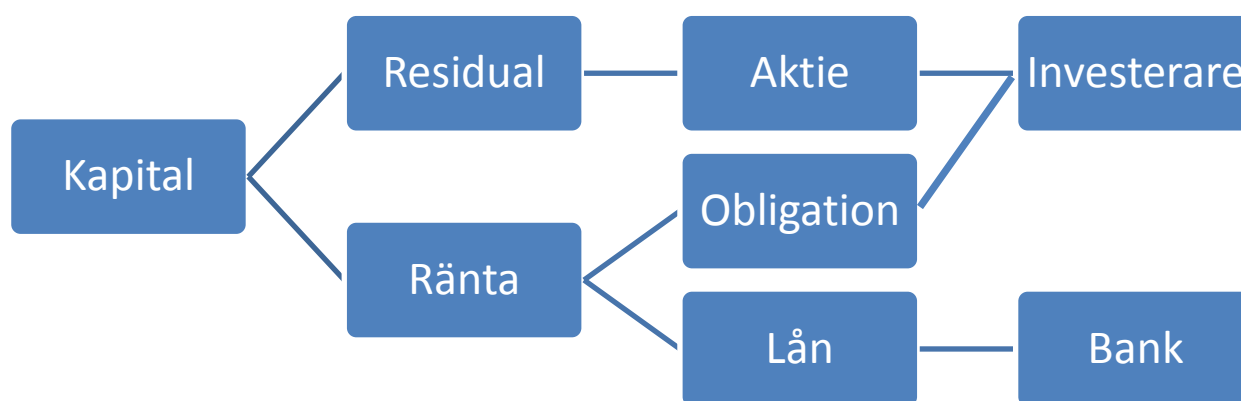 Residual
Aktie
Investerare
Kapital
Obligation
Ränta
Lån
Bank